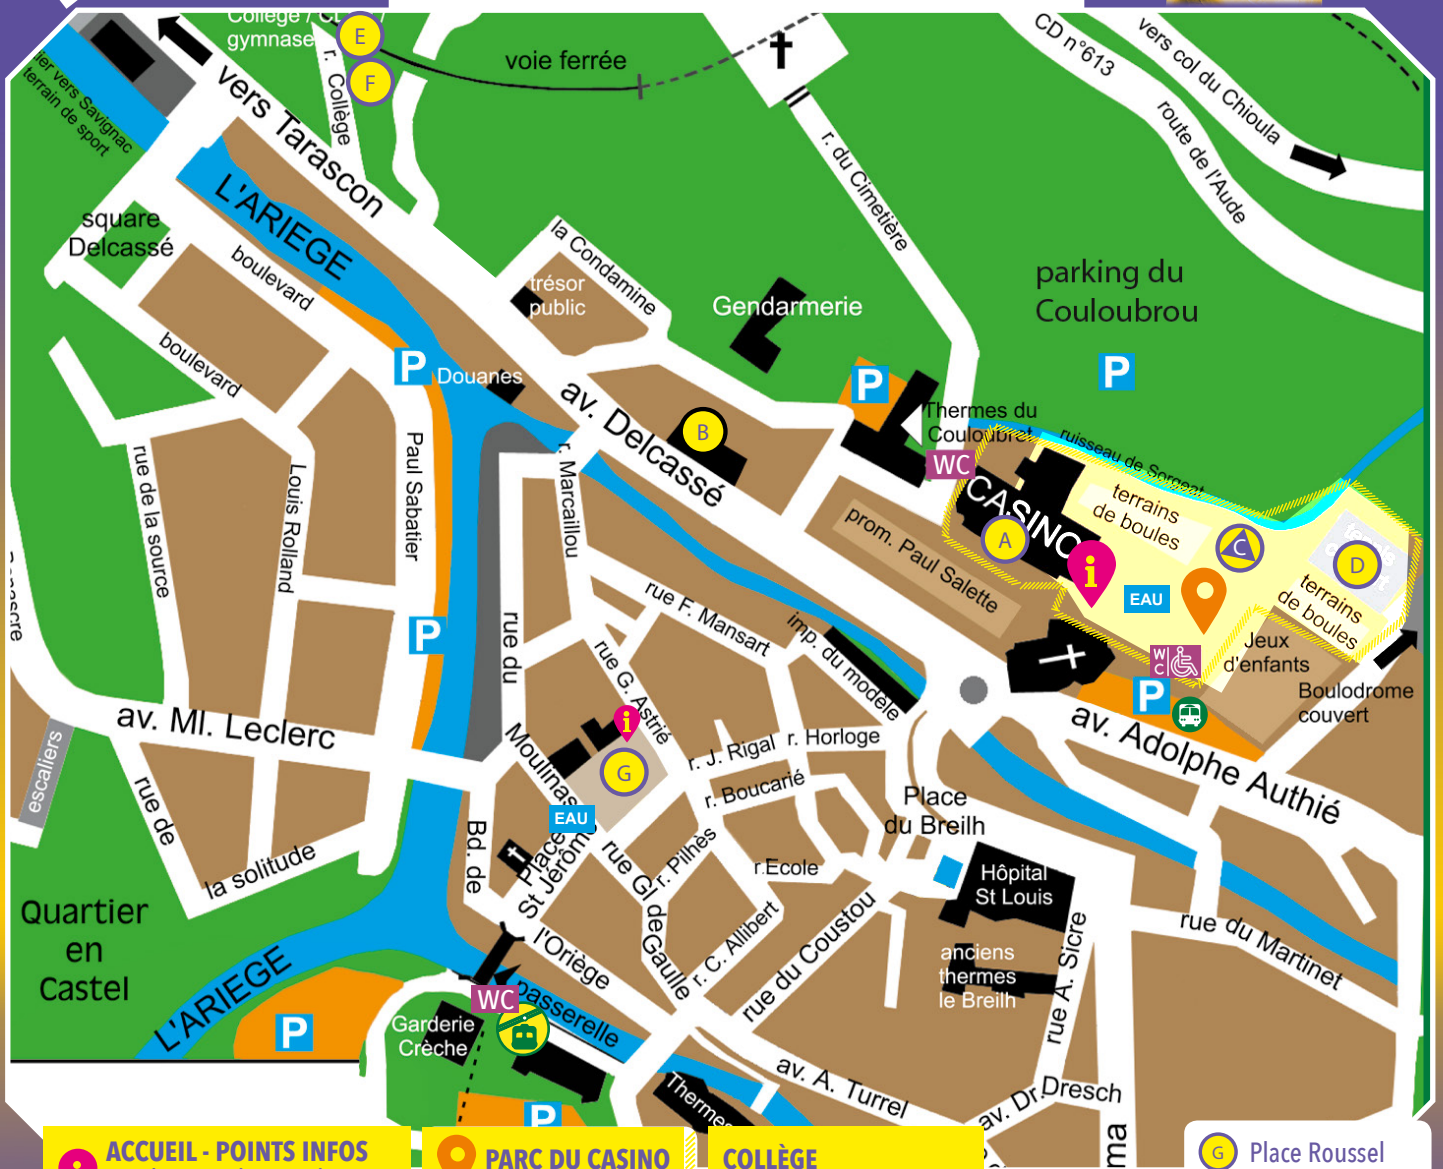 Collège /
gymnase
E
F
r. Collège
voie ferrée
CD n°613
vers col du Chioula
route de l'Aude
vers Savignac
terrain de sport
vers Tarascon
L'ARIEGE
square
Delcassé
boulevard
boulevard
la Condamine
trésor
public
Gendarmerie
r. du Cimetière
parking du
Couloubrou
P
P
Douanes
P
av. Delcassé
B
Thermes du
Couloubret
WC
ruisseau de Sorgeat
CASINO
A
terrains
de boules
C
D
terrains
de boules
i
EAU
prom. Paul Salette
rue de la source
Louis Rolland
Paul Sabatier
P
r. Marcaillou
rue du
Moulinas
rue F. Mansart
rue G. Astrié
imp. du modèle
WC
Jeux
d'enfants
Boulodrome
couvert
P
av. Adolphe Authié
av. Ml. Leclerc
escaliers
rue de
la solitude
i
G
EAU
r. J. Rigal
r. Horloge
r. Boucarié
Place
du Breilh
Bd. de
Place
St Jérôme
rue Gl de Gaulle
r. Pilhès
r. Ecole
Hôpital
St Louis
Quartier
en
Castel
l'Oriège
r. C. Allibert
rue du Coustou
anciens
thermes
le Breilh
rue A. Sicre
rue du Martinet
L'ARIEGE
P
WC
passerelle
Garderie
Crèche
P
Thermes
av. A. Turrel
av. Dr. Dresch
ACCUEIL - POINTS INFOS
PARC DU CASINO
COLLÈGE
G Place Roussel